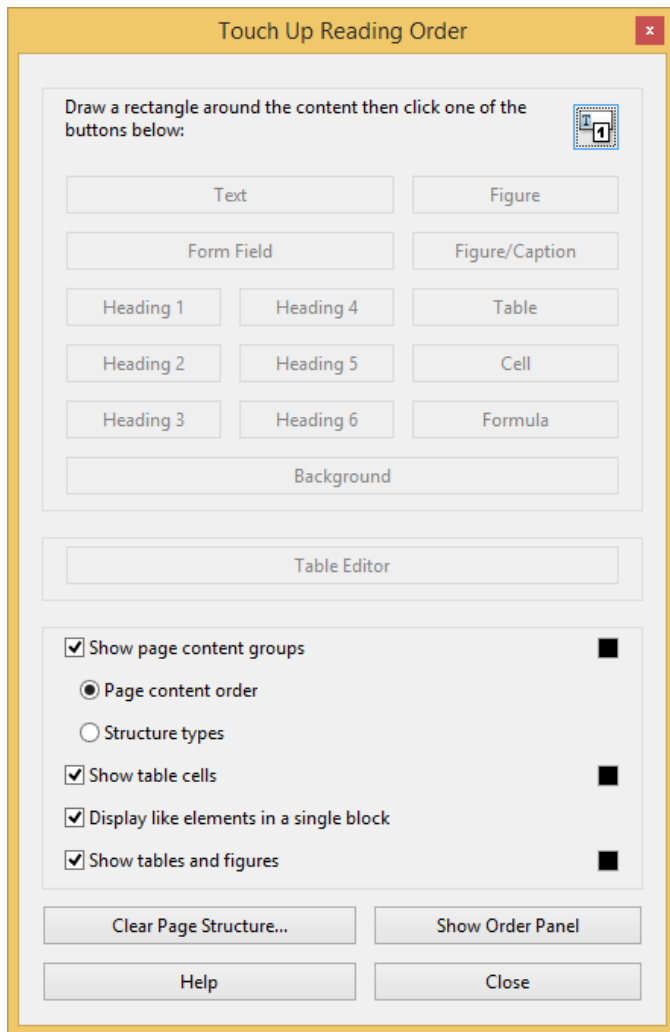 Touch Up Reading Order
x
Draw a rectangle around the content then click one of the
buttons below:
T
1
Text
Figure
Form Field
Figure/Caption
Heading 1
Heading 4
Table
Heading 2
Heading 5
Cell
Heading 3
Heading 6
Formula
Background
Table Editor
Show page content groups
Page content order
Structure types
Show table cells
Display like elements in a single block
Show tables and figures
Clear Page Structure...
Show Order Panel
Help
Close